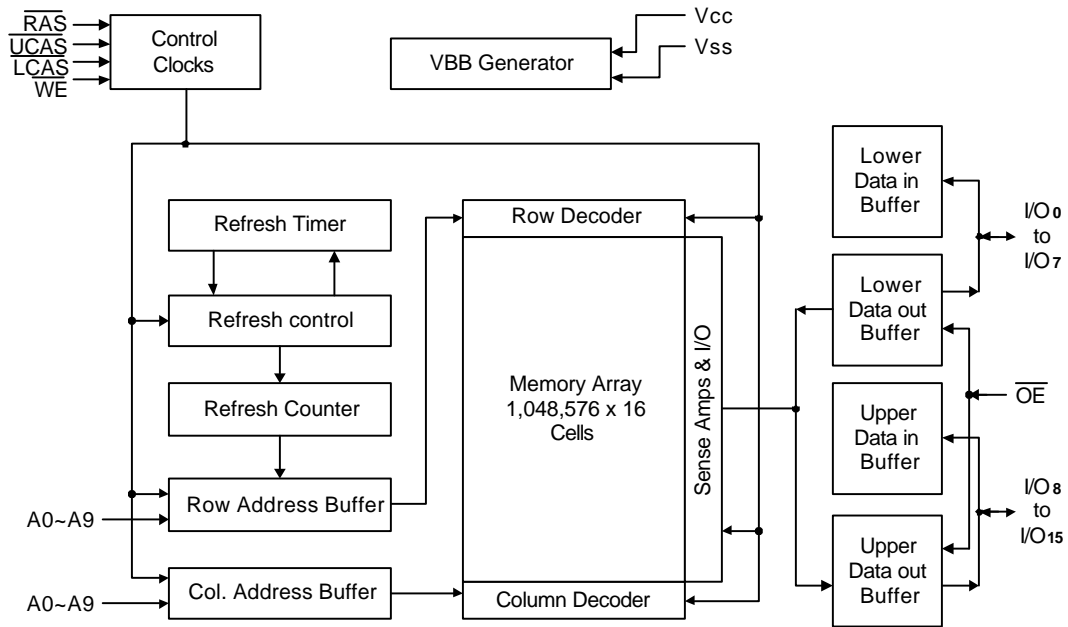 RAS
UCAS
LCAS
WE
Control
Clocks
VBB Generator
Vcc
Vss
Refresh Timer
Refresh control
Refresh Counter
Row Address Buffer
Col. Address Buffer
A0~A9
A0~A9
Row Decoder
Memory Array
1,048,576 x 16
Cells
Sense Amps & I/O
Column Decoder
Lower
Data in
Buffer
Lower
Data out
Buffer
Upper
Data in
Buffer
Upper
Data out
Buffer
I/O0
to
I/O7
OE
I/O8
to
I/O15